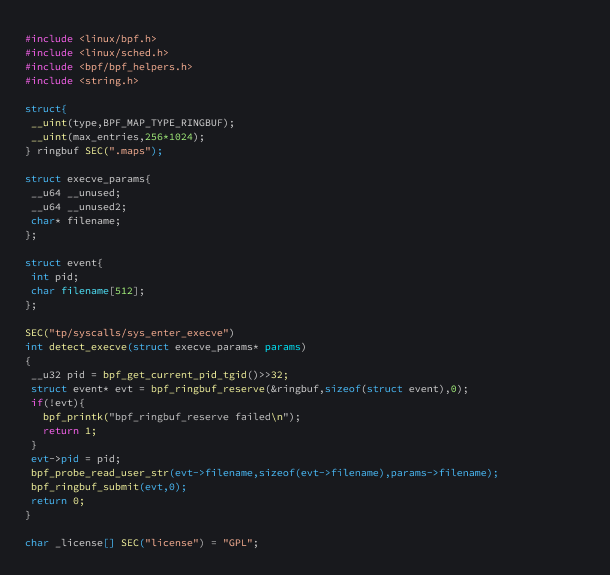 #include <linux/bpf.h>
#include <linux/sched.h>
#include <bpf/bpf_helpers.h>
#include <string.h>

struct{
 __uint(type,BPF_MAP_TYPE_RINGBUF);
 __uint(max_entries,256*1024);
} ringbuf SEC(".maps");

struct execve_params{
 __u64 __unused;
 __u64 __unused2;
 char* filename;
};

struct event{
 int pid;
 char filename[512];
};

SEC("tp/syscalls/sys_enter_execve")
int detect_execve(struct execve_params* params)
{
 __u32 pid = bpf_get_current_pid_tgid()>>32;
 struct event* evt = bpf_ringbuf_reserve(&ringbuf,sizeof(struct event),0);
 if(!evt){
   bpf_printk("bpf_ringbuf_reserve failed\n");
   return 1;
 }
 evt->pid = pid;
 bpf_probe_read_user_str(evt->filename,sizeof(evt->filename),params->filename);
 bpf_ringbuf_submit(evt,0);
 return 0;
}

char _license[] SEC("license") = "GPL";